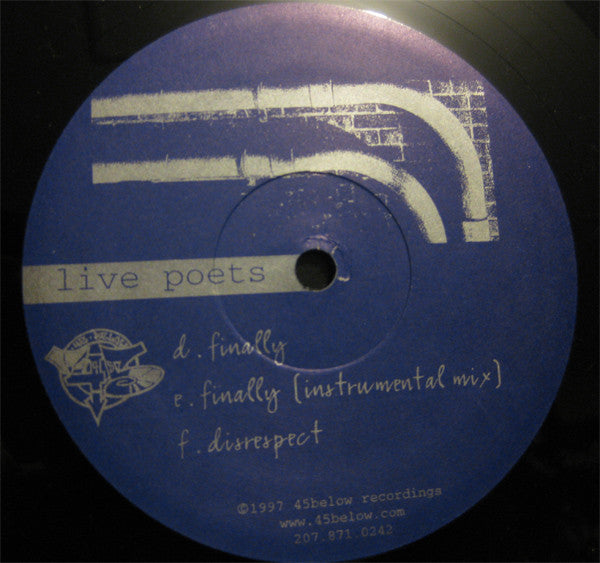 live poets
d. finally
e. finally (instrumental mix)
f. disrespect
©1997 45below recordings
www.45below.com
207.871.0242